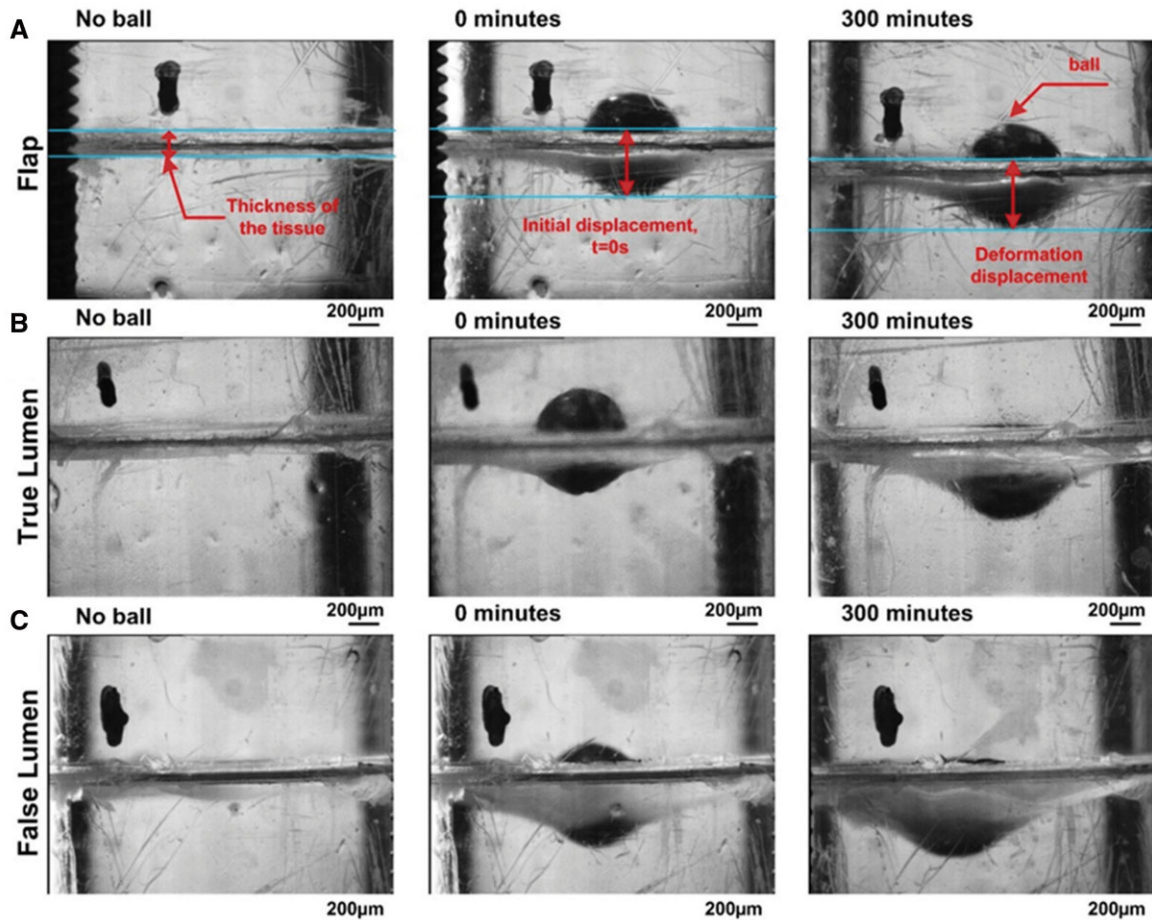 A
No ball
0 minutes
300 minutes
Flap
Thickness of
the tissue
Initial displacement,
t=0s
ball
Deformation
displacement
200μm
200μm
200μm
B
No ball
0 minutes
300 minutes
True Lumen
200μm
200μm
200μm
C
No ball
0 minutes
300 minutes
False Lumen
200μm
200μm
200μm